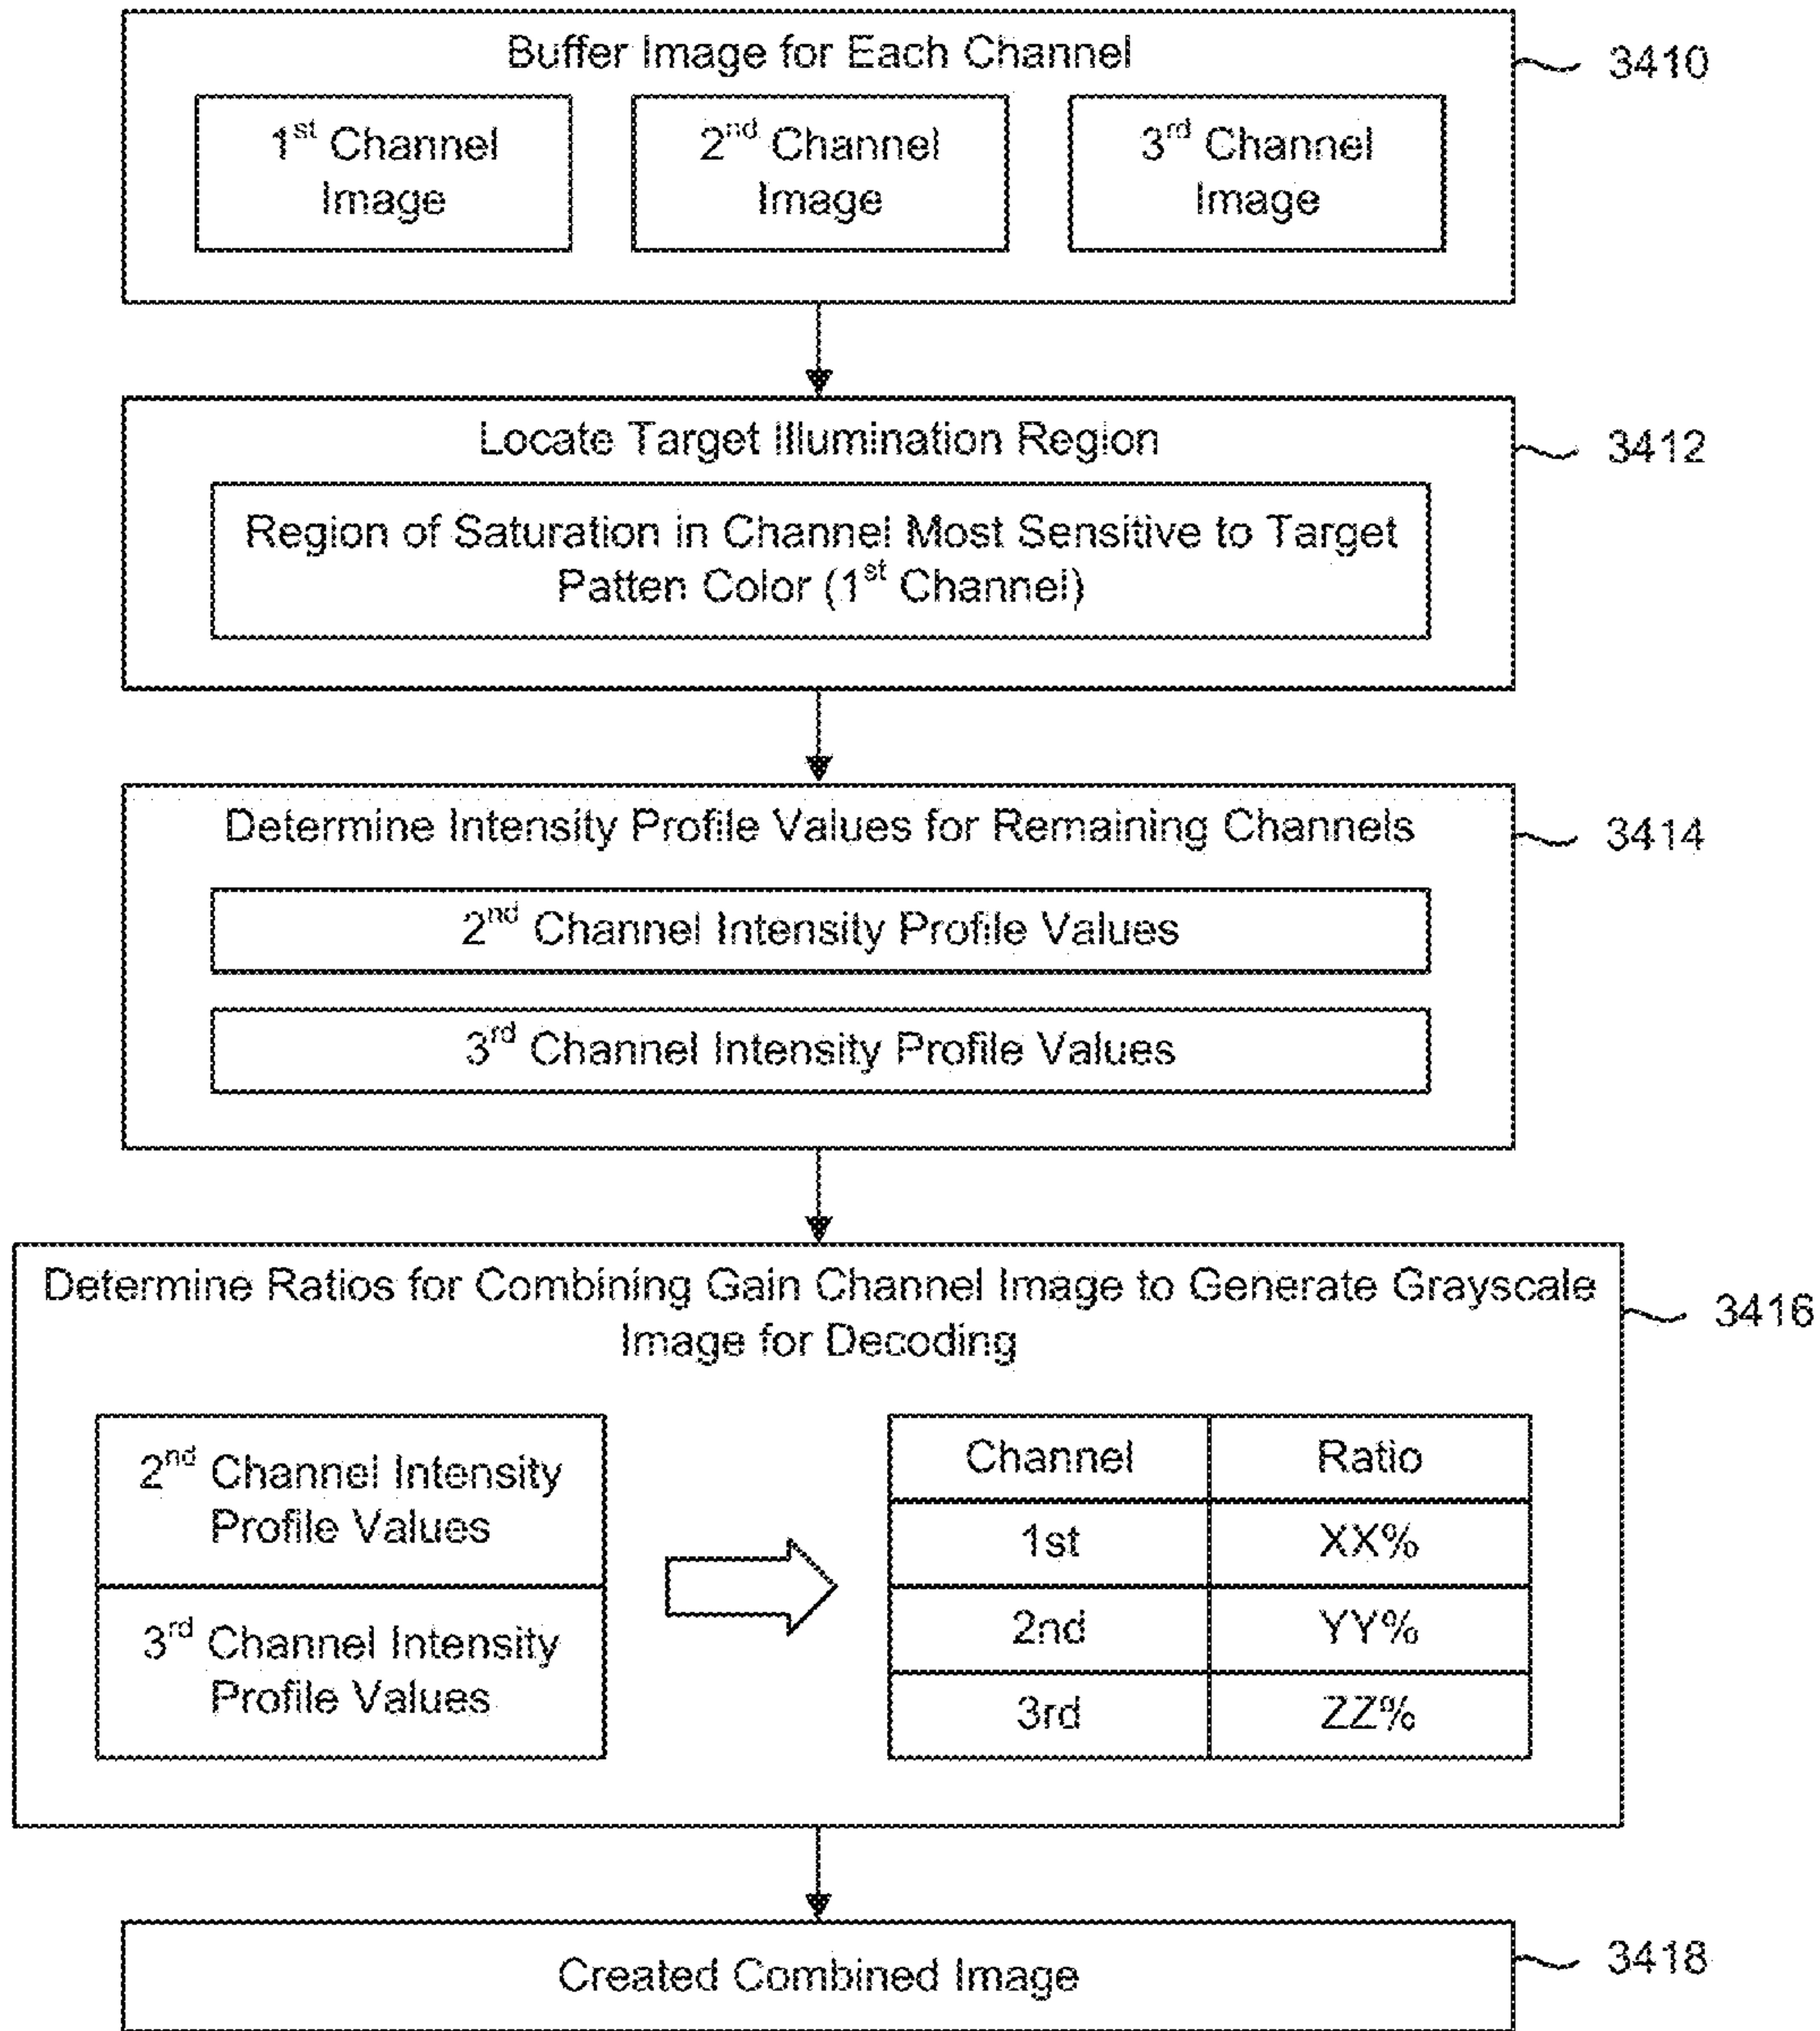 Buffer Image for Each Channel
3410
1st Channel
Image
2nd Channel
Image
3rd Channel
Image
Locate Target Illumination Region
3412
Region of Saturation in Channel Most Sensitive to Target
Patten Color (1st Channel)
Determine Intensity Profile Values for Remaining Channels
3414
2nd Channel Intensity Profile Values
3rd Channel Intensity Profile Values
Determine Ratios for Combining Gain Channel Image to Generate Grayscale
Image for Decoding
3416
2nd Channel Intensity
Profile Values
3rd Channel Intensity
Profile Values
Channel Ratio
1st XX%
2nd YY%
3rd ZZ%
Created Combined Image
3418